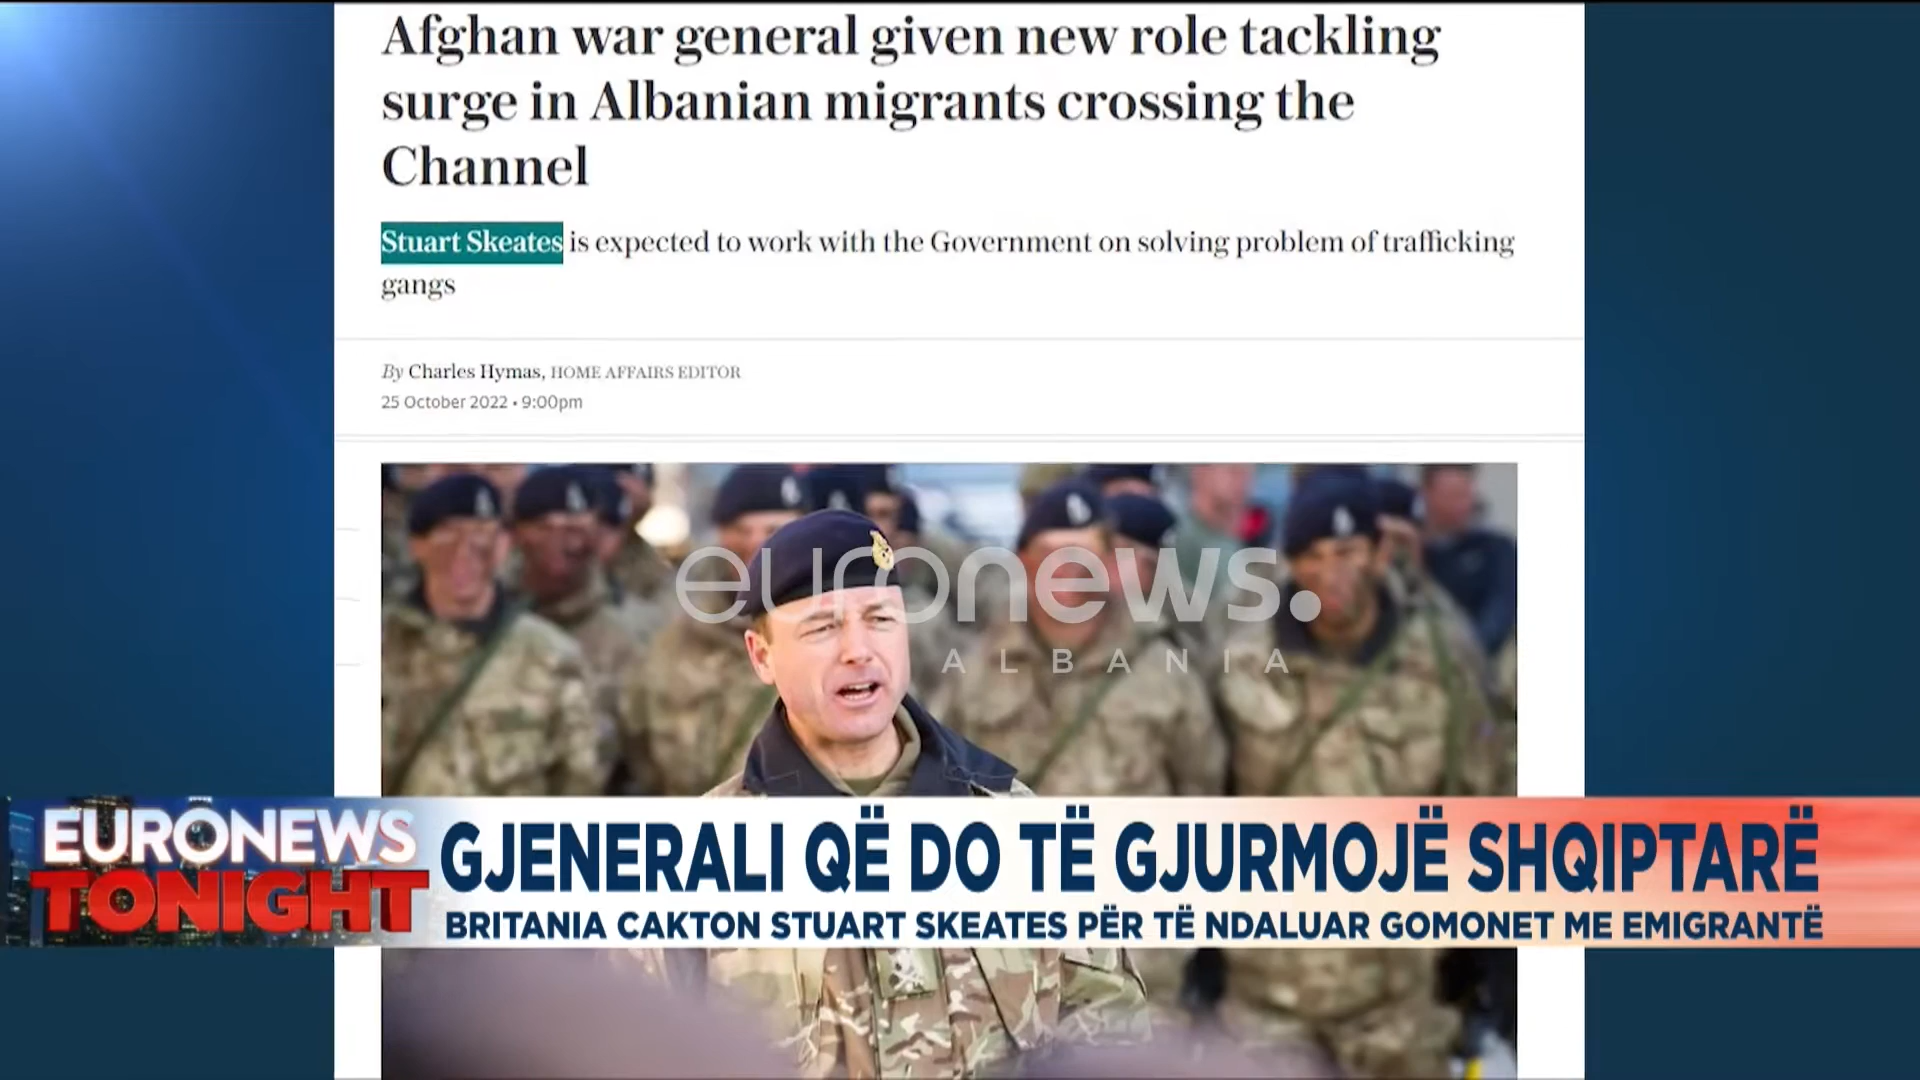 Afghan war general given new role tackling
surge in Albanian migrants crossing the
Channel
Stuart Skeates is expected to work with the Government on solving problem of trafficking
gangs
By Charles Hymas, HOME AFFAIRS EDITOR
25 October 2022 • 9:00pm
euronews.
ALBANIA
EURONEWS
TONIGHT
GJENERALI QË DO TË GJURMOJË SHQIPTARË
BRITANIA CAKTON STUART SKEATES PËR TË NDALUAR GOMONET ME EMIGRANTË